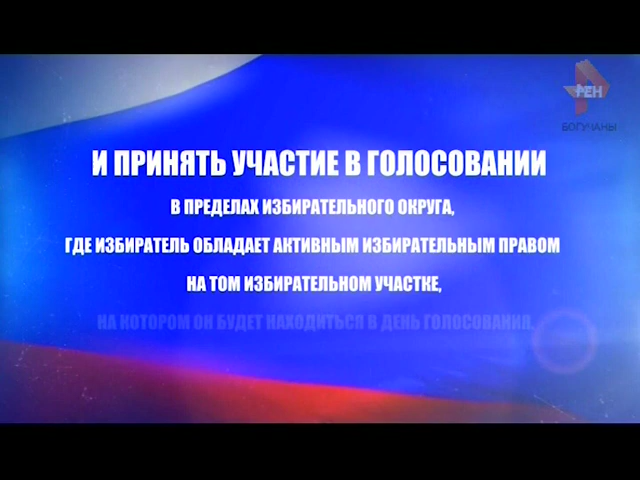 РЕН
БОГУЧАНЫ
И ПРИНЯТЬ УЧАСТИЕ В ГОЛОСОВАНИИ
В ПРЕДЕЛАХ ИЗБИРАТЕЛЬНОГО ОКРУГА,
ГДЕ ИЗБИРАТЕЛЬ ОБЛАДАЕТ АКТИВНЫМ ИЗБИРАТЕЛЬНЫМ ПРАВОМ
НА ТОМ ИЗБИРАТЕЛЬНОМ УЧАСТКЕ,
НА КОТОРОМ ОН БУДЕТ НАХОДИТЬСЯ В ДЕНЬ ГОЛОСОВАНИЯ.